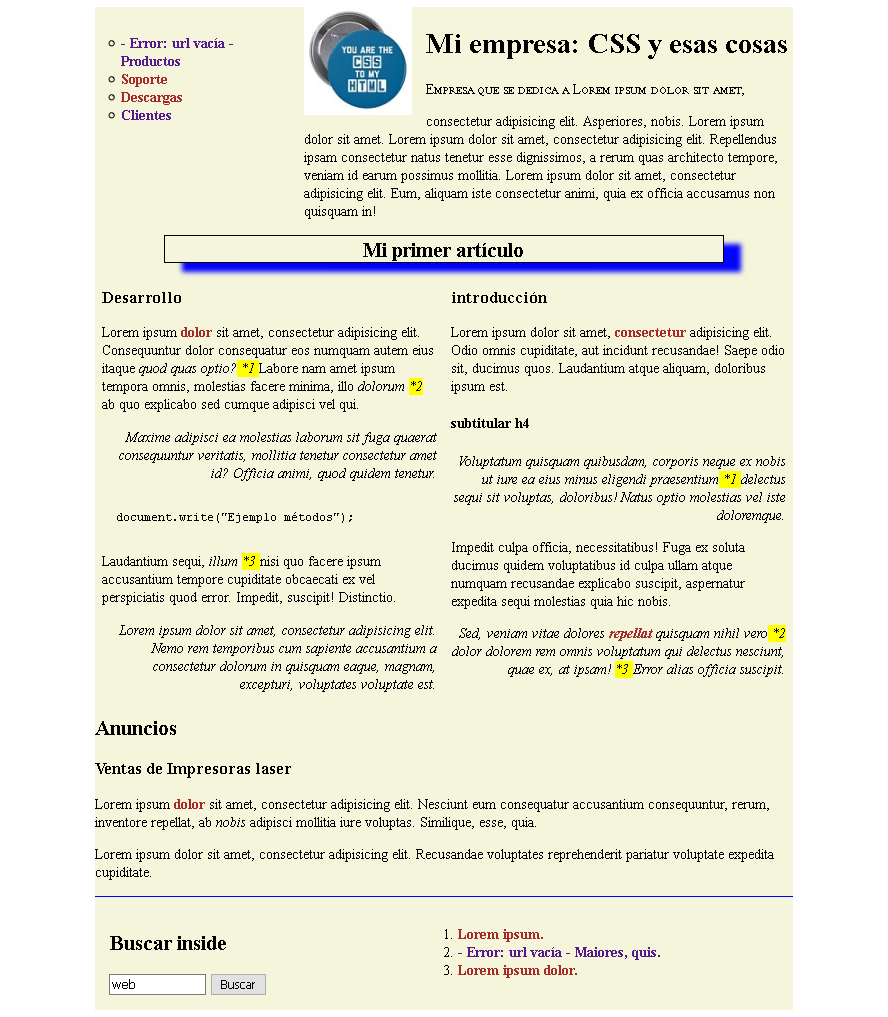 - Error: url vacía -
Productos
Soporte
Descargas
Clientes
YOU ARE THE
CSS
TO MY
HTML
Mi empresa: CSS y esas cosas
Empresa que se dedica a Lorem ipsum dolor sit amet,
consectetur adipisicing elit. Asperiores, nobis. Lorem ipsum
dolor sit amet. Lorem ipsum dolor sit amet, consectetur adipisicing elit. Repellendus
ipsam consectetur natus tenetur esse dignissimos, a rerum quas architecto tempore,
veniam id earum possimus mollitia. Lorem ipsum dolor sit amet, consectetur
adipisicing elit. Eum, aliquam iste consectetur animi, quia ex officia accusamus non
quisquam in!
Mi primer artículo
Desarrollo
Lorem ipsum dolor sit amet, consectetur adipisicing elit.
Consequuntur dolor consequatur eos numquam autem eius
itaque quod quas optio? *1 Labore nam amet ipsum
tempora omnis, molestias facere minima, illo dolorum *2
ab quo explicabo sed cumque adipisci vel qui.
Maxime adipisci ea molestias laborum sit fuga quaerat
consequuntur veritatis, mollitia tenetur consectetur amet
id? Officia animi, quod quidem tenetur.
document.write("Ejemplo métodos");
Laudantium sequi, illum *3 nisi quo facere ipsum
accusantium tempore cupiditate obcaecati ex vel
perspiciatis quod error. Impedit, suscipit! Distinctio.
Lorem ipsum dolor sit amet, consectetur adipisicing elit.
Nemo rem temporibus cum sapiente accusantium a
consectetur dolorum in quisquam eaque, magnam,
excepturi, voluptates voluptate est.
introducción
Lorem ipsum dolor sit amet, consectetur adipisicing elit.
Odio omnis cupiditate, aut incidunt recusandae! Saepe odio
sit, ducimus quos. Laudantium atque aliquam, doloribus
ipsum est.
subtitular h4
Voluptatum quisquam quibusdam, corporis neque ex nobis
ut iure ea eius minus eligendi praesentium *1 delectus
sequi sit voluptas, doloribus! Natus optio molestias vel iste
doloremque.
Impedit culpa officia, necessitatibus! Fuga ex soluta
ducimus quidem voluptatibus id culpa ullam atque
numquam recusandae explicabo suscipit, aspernatur
expedita sequi molestias quia hic nobis.
Sed, veniam vitae dolores repellat quisquam nihil vero *2
dolor dolorem rem omnis voluptatum qui delectus nesciunt,
quae ex, at ipsam! *3 Error alias officia suscipit.
Anuncios
Ventas de Impresoras laser
Lorem ipsum dolor sit amet, consectetur adipisicing elit. Nesciunt eum consequatur accusantium consequuntur, rerum,
inventore repellat, ab nobis adipisci mollitia iure voluptas. Similique, esse, quia.
Lorem ipsum dolor sit amet, consectetur adipisicing elit. Recusandae voluptates reprehenderit pariatur voluptate expedita
cupiditate.
Buscar inside
web Buscar
1. Lorem ipsum.
2. - Error: url vacía - Maiores, quis.
3. Lorem ipsum dolor.